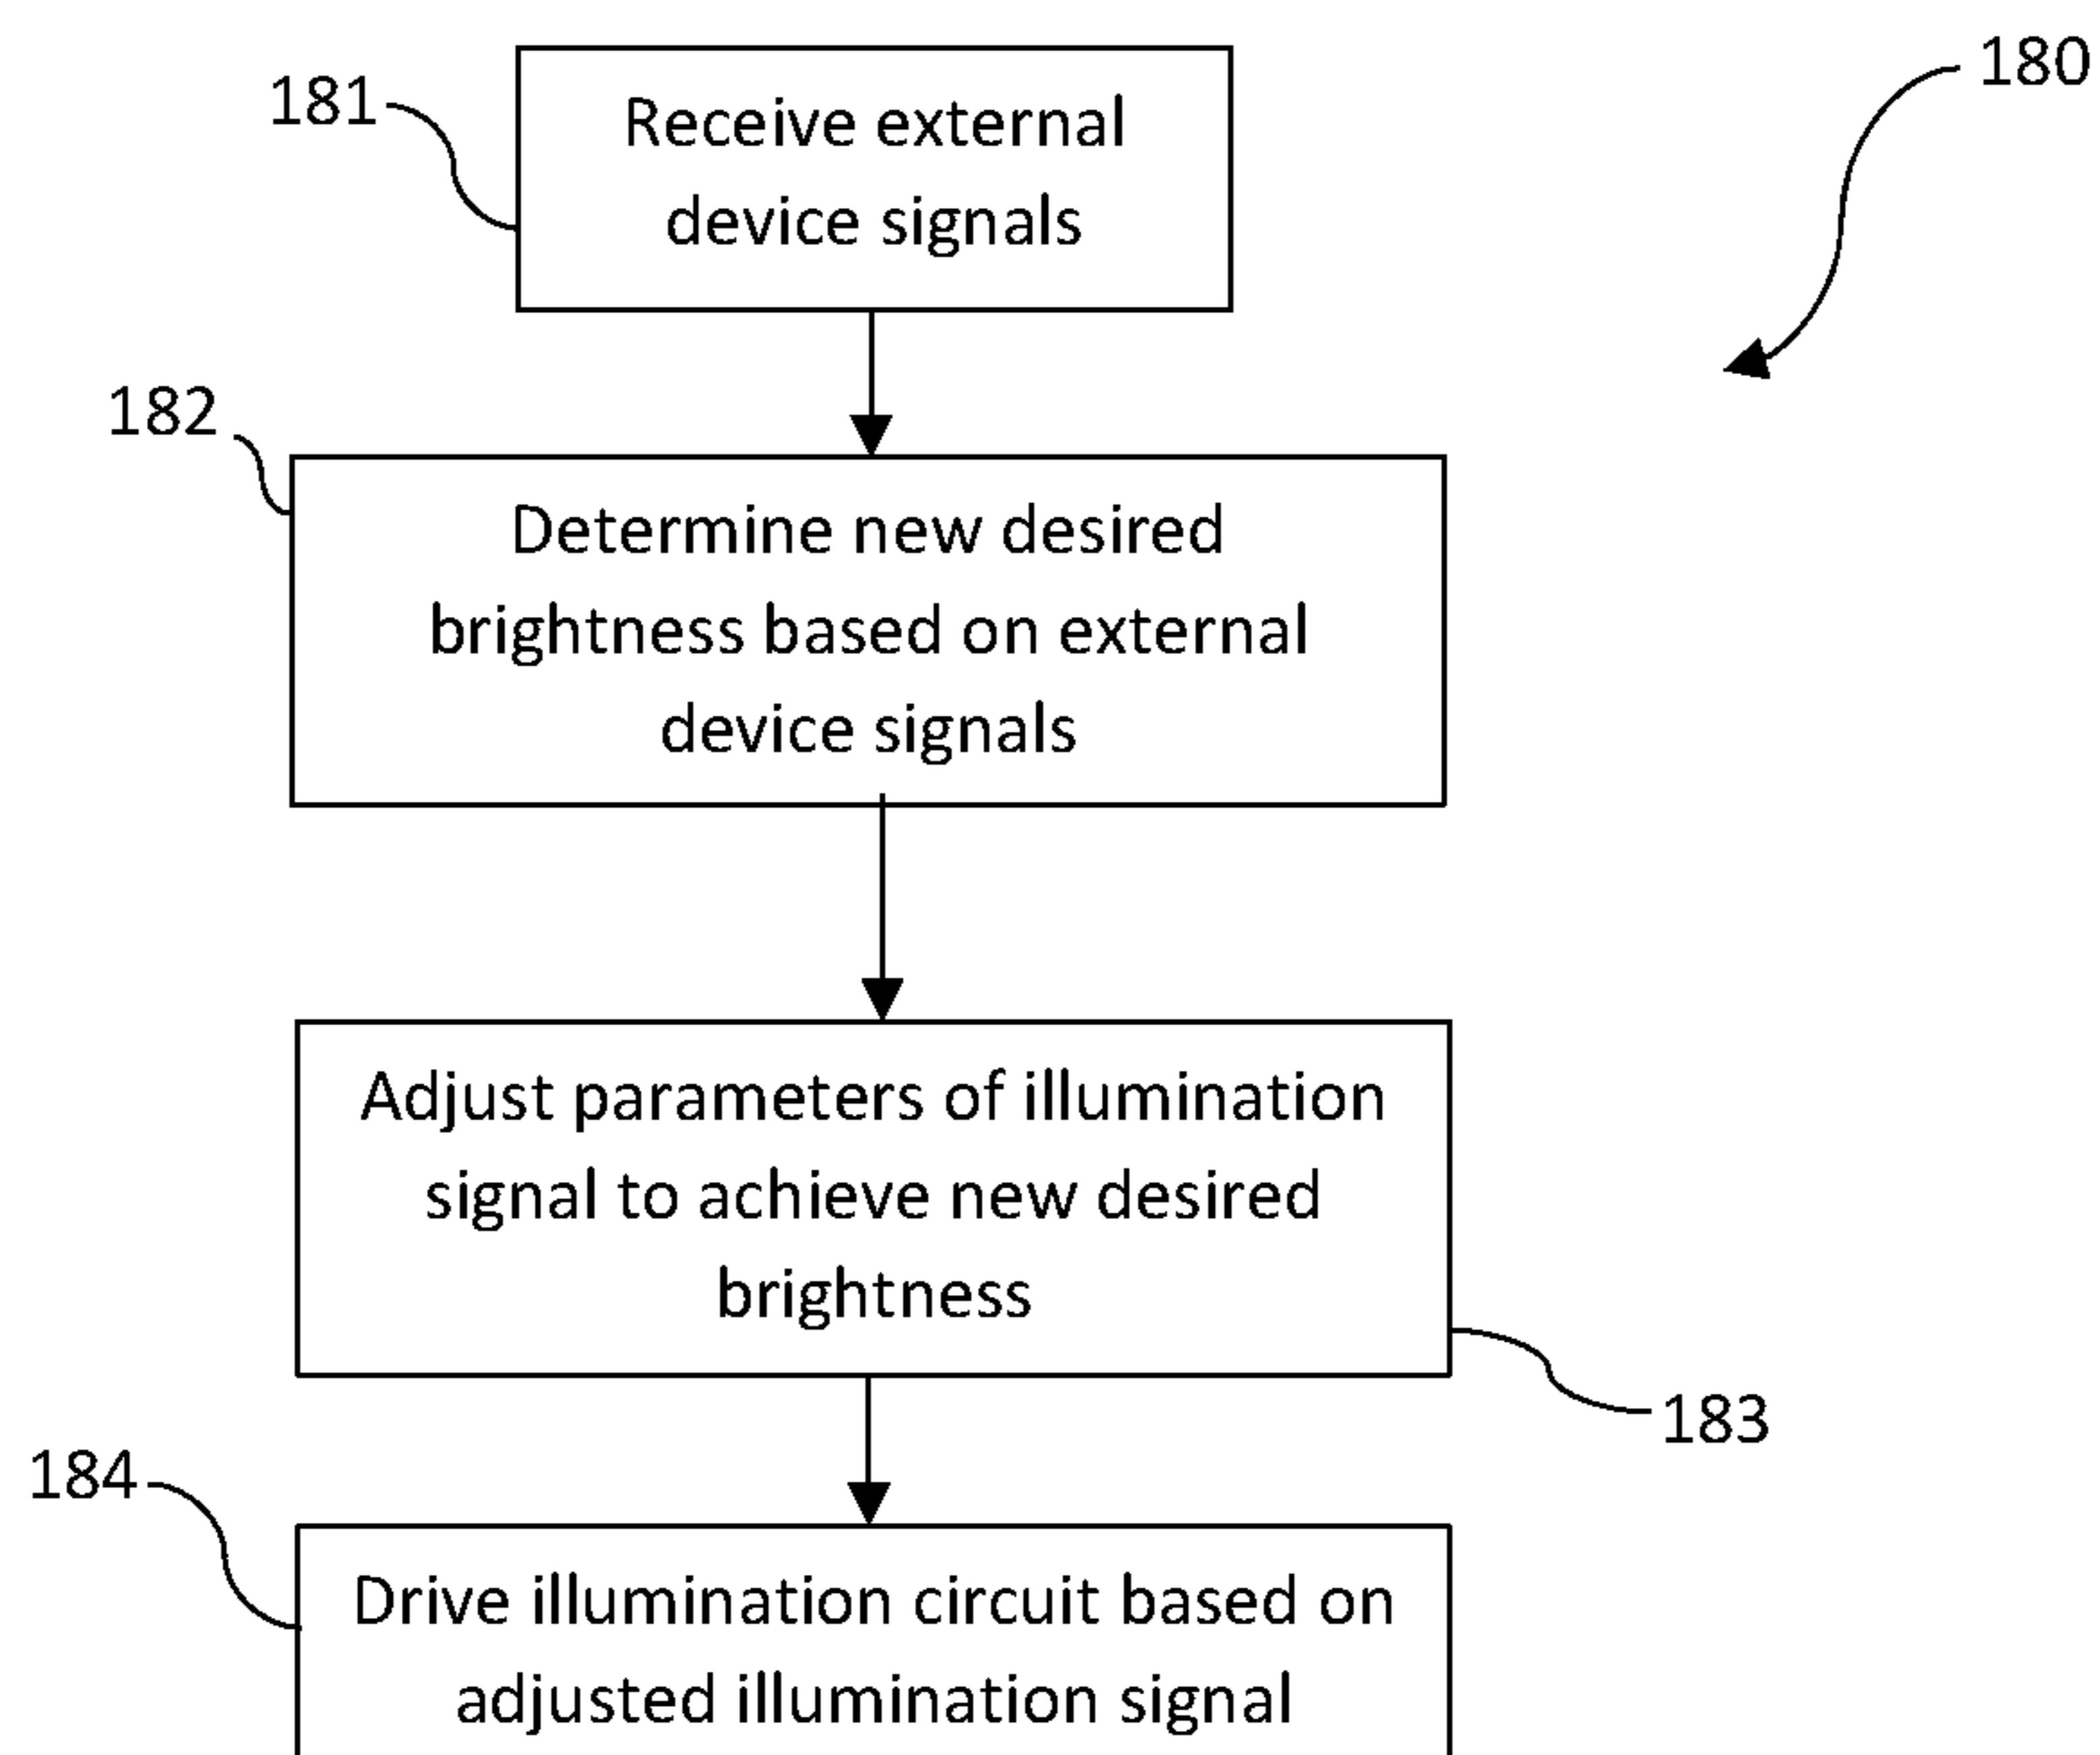 180
181
Receive external
device signals
182
Determine new desired
brightness based on external
device signals
Adjust parameters of illumination
signal to achieve new desired
brightness
183
184
Drive illumination circuit based on
adjusted illumination signal